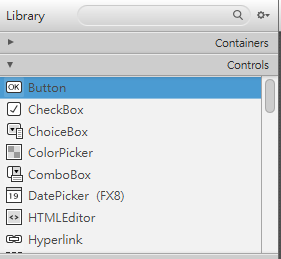 Library
Containers
Controls
OK Button
CheckBox
ChoiceBox
ColorPicker
ComboBox
19 DatePicker (FX8)
HTMLEditor
Hyperlink